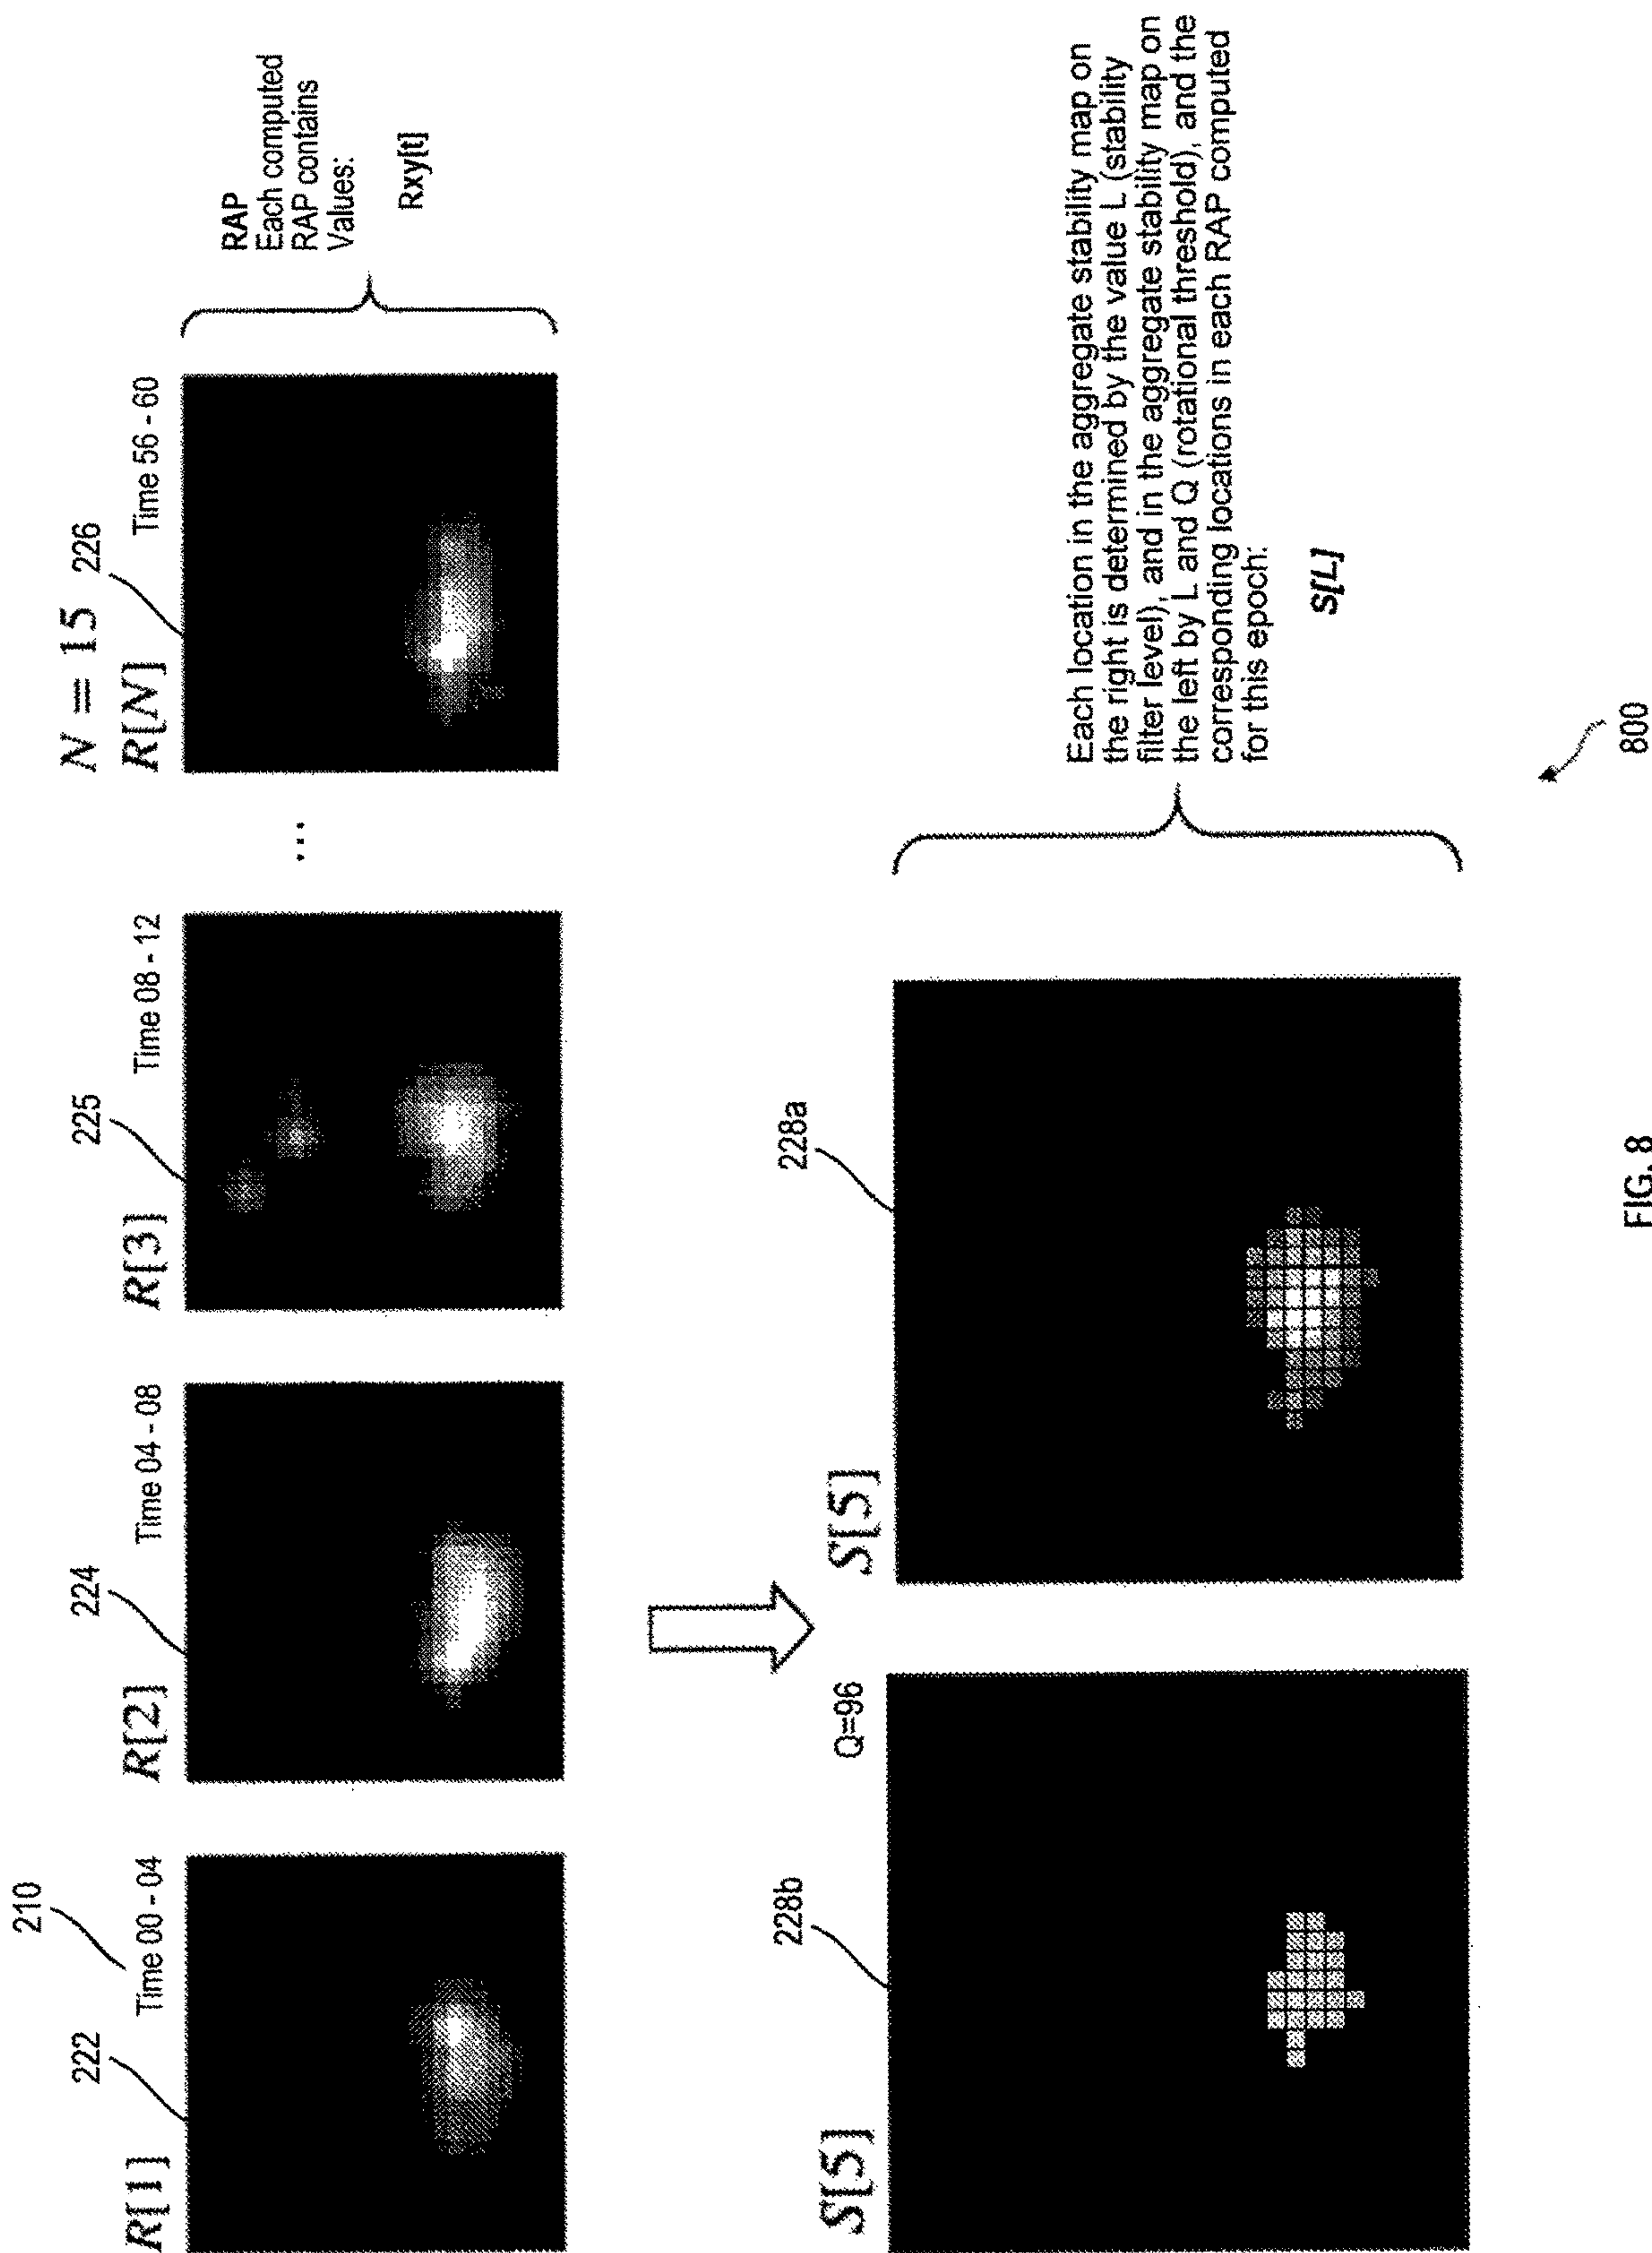 N = 15
210
222
224
225
226
R[1]
Time 00 - 04
R[2]
Time 04 - 08
R[3]
Time 08 - 12
...
R[N]
Time 56 - 60
RAP
Each computed
RAP contains
Values:
Rxy[t]
228b
228a
S[5]
Q=96
S[5]
Each location in the aggregate stability map on
the right is determined by the value L (stability
filter level), and in the aggregate stability map on
the left by L and Q (rotational threshold), and the
corresponding locations in each RAP computed
for this epoch:
S[L]
800
FIG. 8